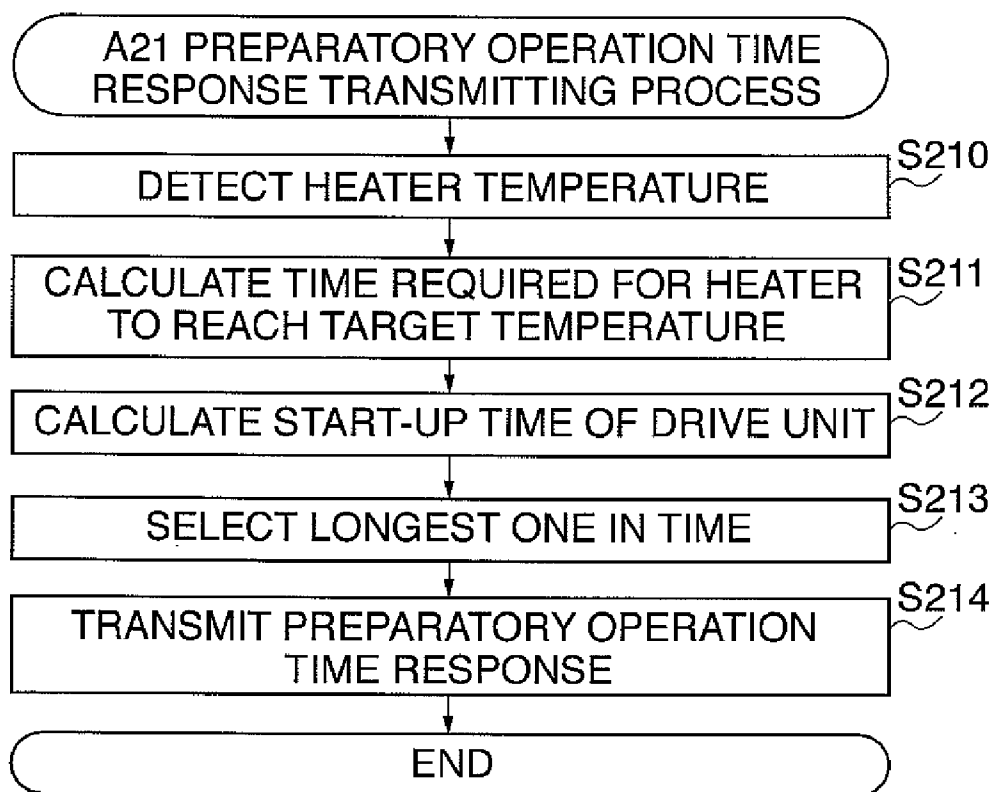 A21 PREPARATORY OPERATION TIME
RESPONSE TRANSMITTING PROCESS
S210
DETECT HEATER TEMPERATURE
S211
CALCULATE TIME REQUIRED FOR HEATER
TO REACH TARGET TEMPERATURE
S212
CALCULATE START-UP TIME OF DRIVE UNIT
S213
SELECT LONGEST ONE IN TIME
S214
TRANSMIT PREPARATORY OPERATION
TIME RESPONSE
END